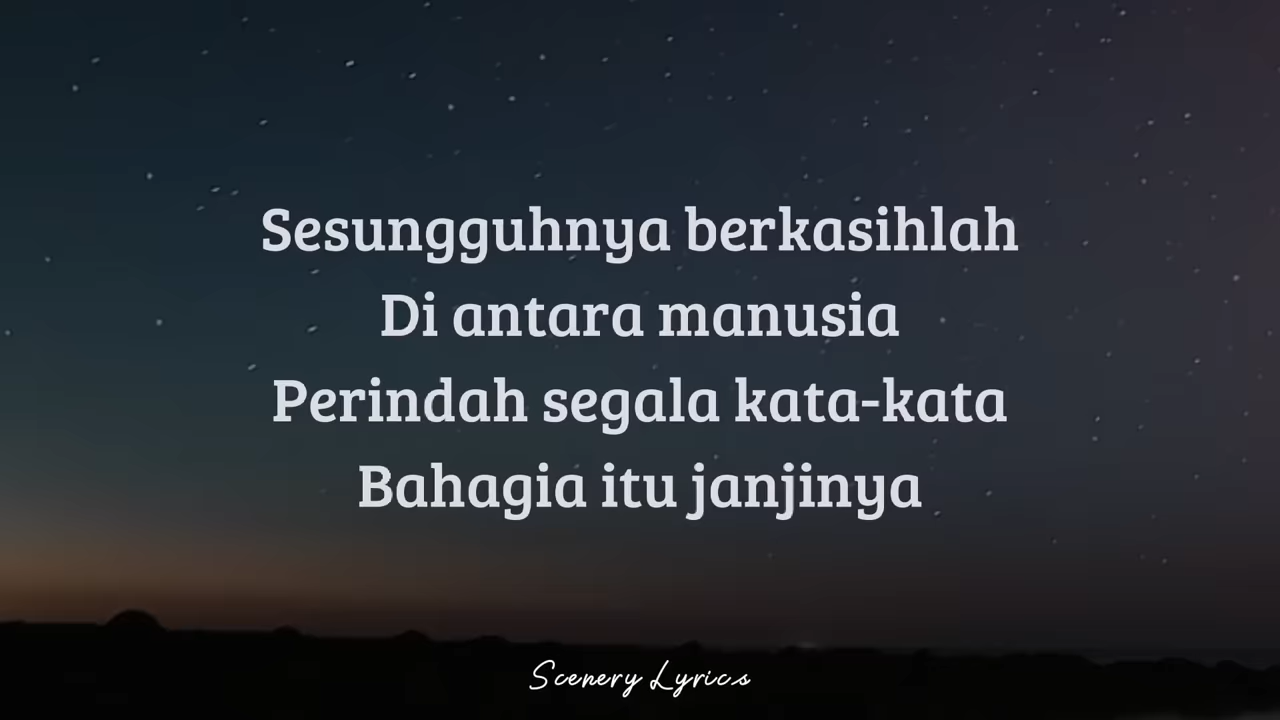 Sesungguhnya berkasihlah
Di antara manusia
Perindah segala kata-kata
Bahagia itu janjinya
Scenery Lyrics